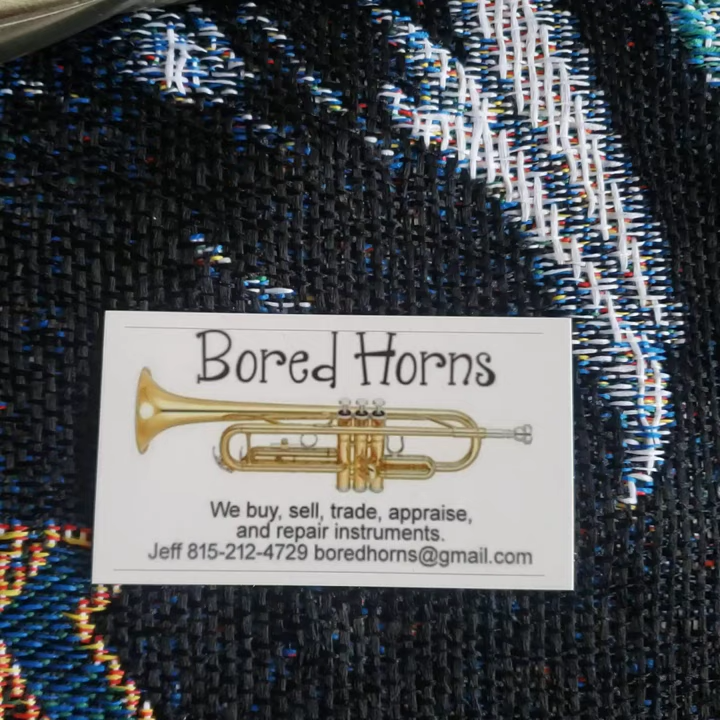 Bored Horns
We buy, sell, trade, appraise,
and repair instruments.
Jeff 815-212-4729 boredhorns@gmail.com